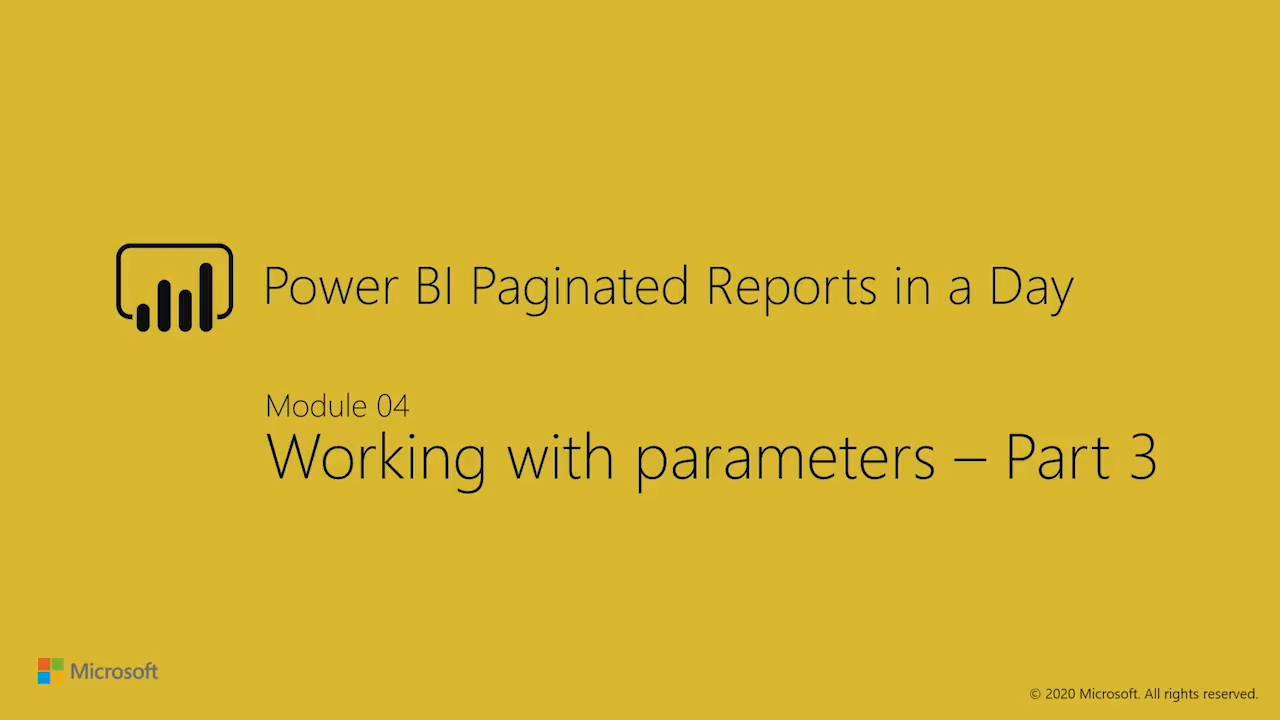 Power BI Paginated Reports in a Day
Module 04
Working with parameters – Part 3
Microsoft
© 2020 Microsoft. All rights reserved.